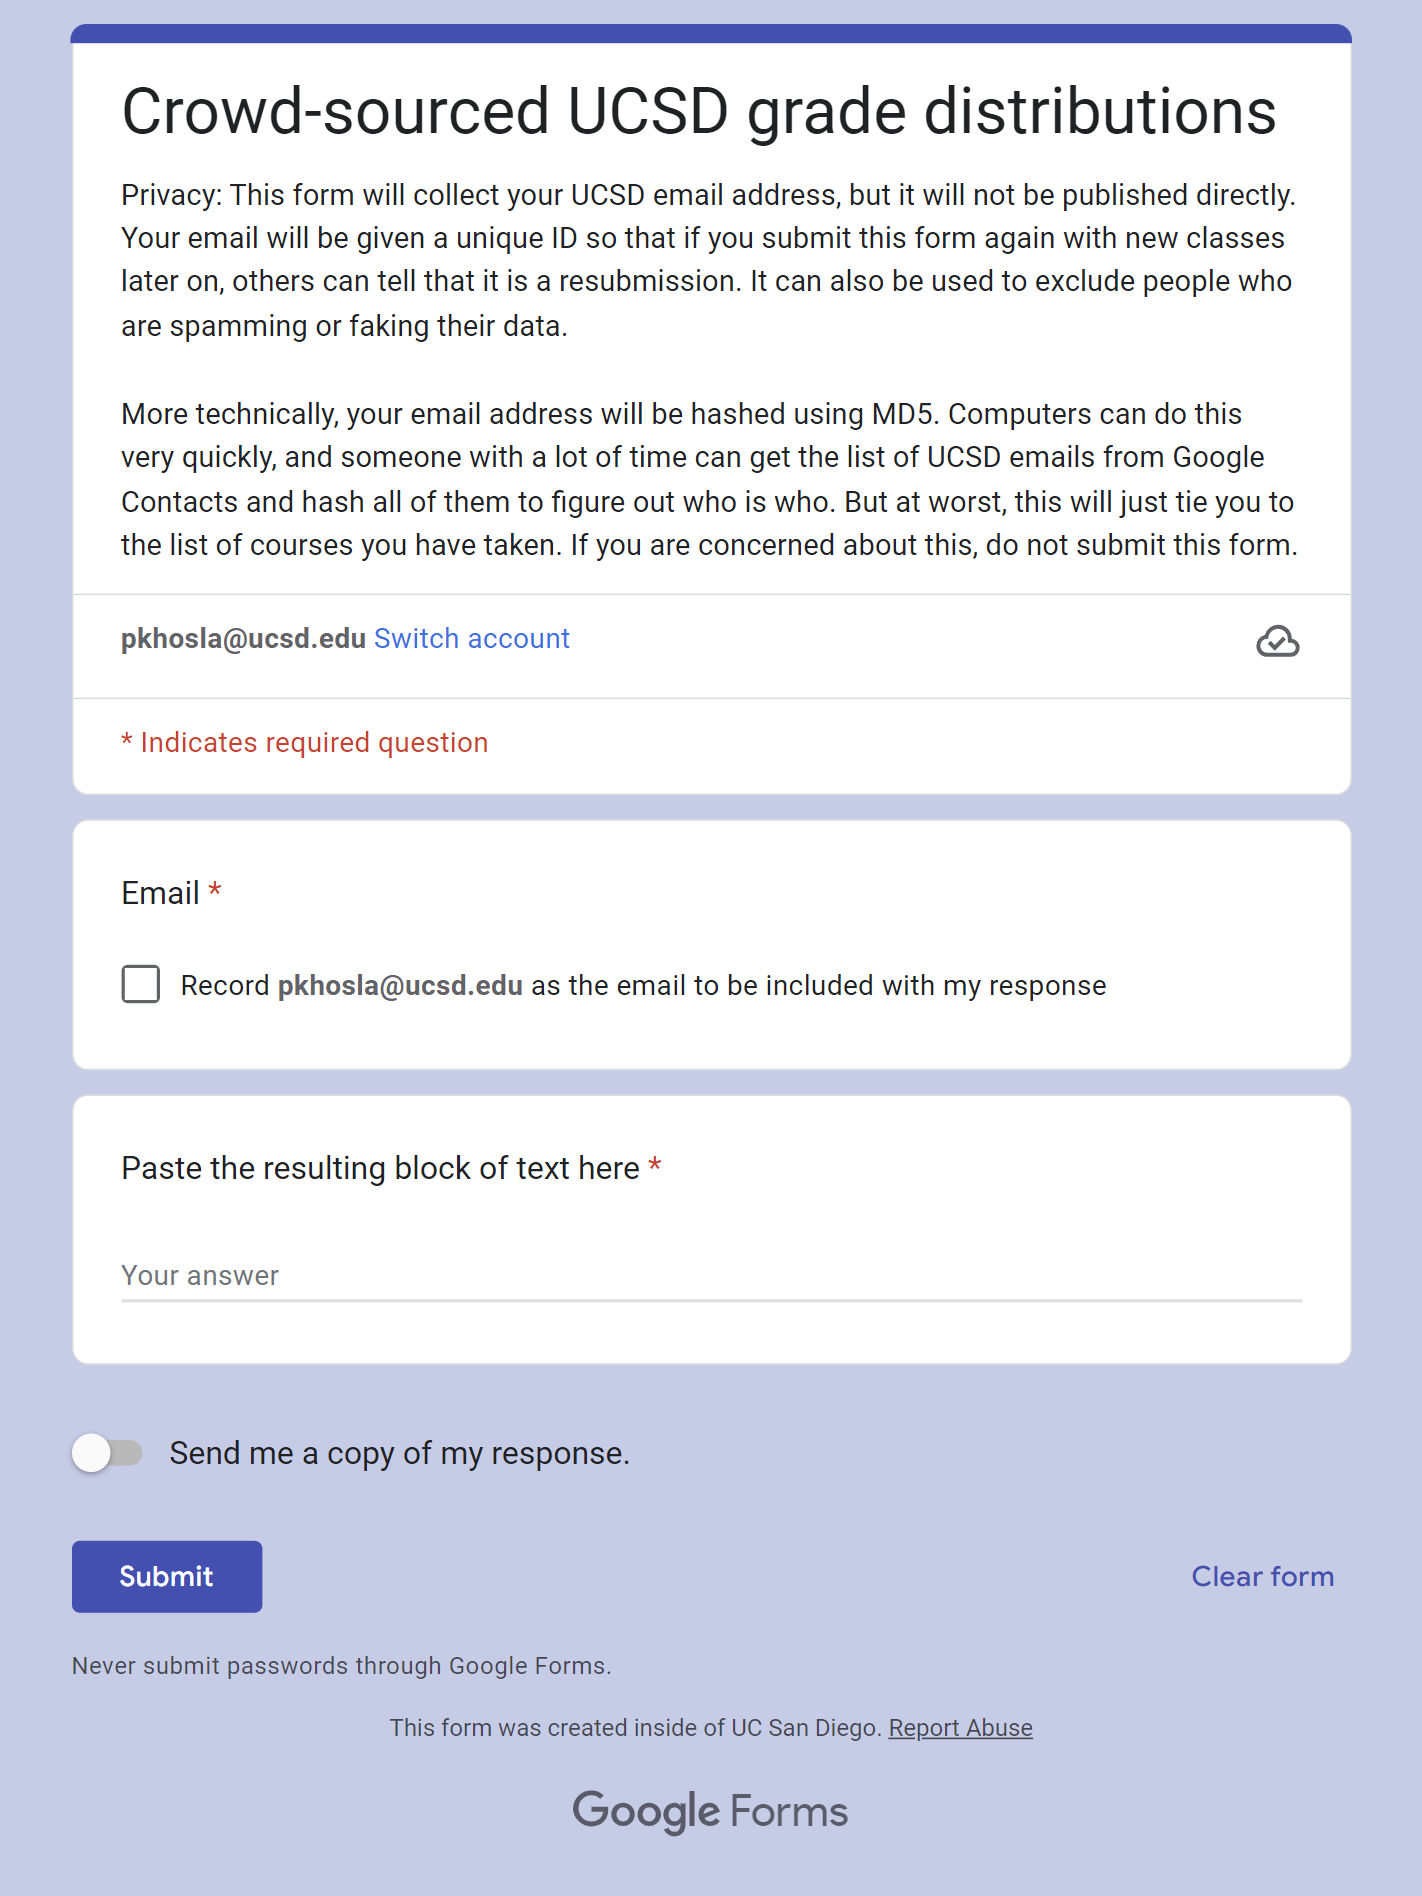 Crowd-sourced UCSD grade distributions
Privacy: This form will collect your UCSD email address, but it will not be published directly.
Your email will be given a unique ID so that if you submit this form again with new classes
later on, others can tell that it is a resubmission. It can also be used to exclude people who
are spamming or faking their data.
More technically, your email address will be hashed using MD5. Computers can do this
very quickly, and someone with a lot of time can get the list of UCSD emails from Google
Contacts and hash all of them to figure out who is who. But at worst, this will just tie you to
the list of courses you have taken. If you are concerned about this, do not submit this form.
pkhosla@ucsd.edu Switch account
* Indicates required question
Email *
Record pkhosla@ucsd.edu as the email to be included with my response
Paste the resulting block of text here *
Your answer
Send me a copy of my response.
Submit
Clear form
Never submit passwords through Google Forms.
This form was created inside of UC San Diego. Report Abuse
Google Forms